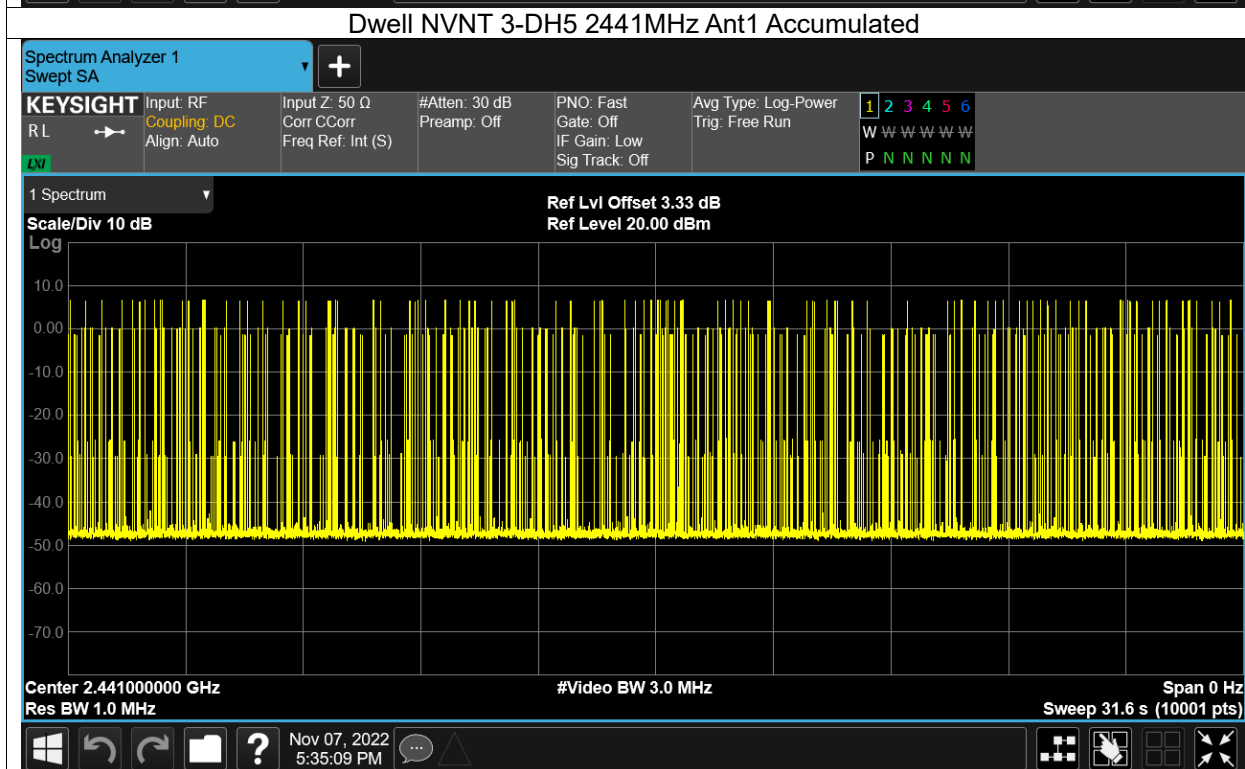 Dwell NVNT 3-DH5 2441MHz Ant1 Accumulated
Spectrum Analyzer 1
Swept SA
KEYSIGHT Input: RF Input Z: 50 Ω #Atten: 30 dB PNO: Fast Avg Type: Log-Power 1 2 3 4 5 6
R L Coupling: DC Corr CCorr Preamp: Off Gate: Off Trig: Free Run W W W W W W
Align: Auto Freq Ref: Int (S) IF Gain: Low
LXI Sig Track: Off P N N N N N
1 Spectrum
Ref Lvl Offset 3.33 dB
Scale/Div 10 dB Ref Level 20.00 dBm
Log
10.0
0.00
-10.0
-20.0
-30.0
-40.0
-50.0
-60.0
-70.0
Center 2.441000000 GHz #Video BW 3.0 MHz Span 0 Hz
Res BW 1.0 MHz Sweep 31.6 s (10001 pts)
? Nov 07, 2022
5:35:09 PM